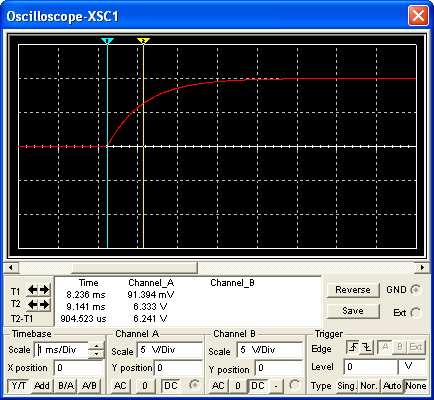 Oscilloscope-XSC1
1 2
Time Channel_A Channel_B
T1 8.236 ms 91.394 mV
T2 9.141 ms 6.333 V
T2-T1 904.523 us 6.241 V
Reverse GND
Save Ext
Timebase Channel A Channel B Trigger
Scale 1 ms/Div Scale 5 V/Div Scale 5 V/Div Edge A B Ext
X position 0 Y position 0 Y position 0 Level 0 V
Y/T Add B/A A/B AC 0 DC AC 0 DC - Type Sing. Nor. Auto None